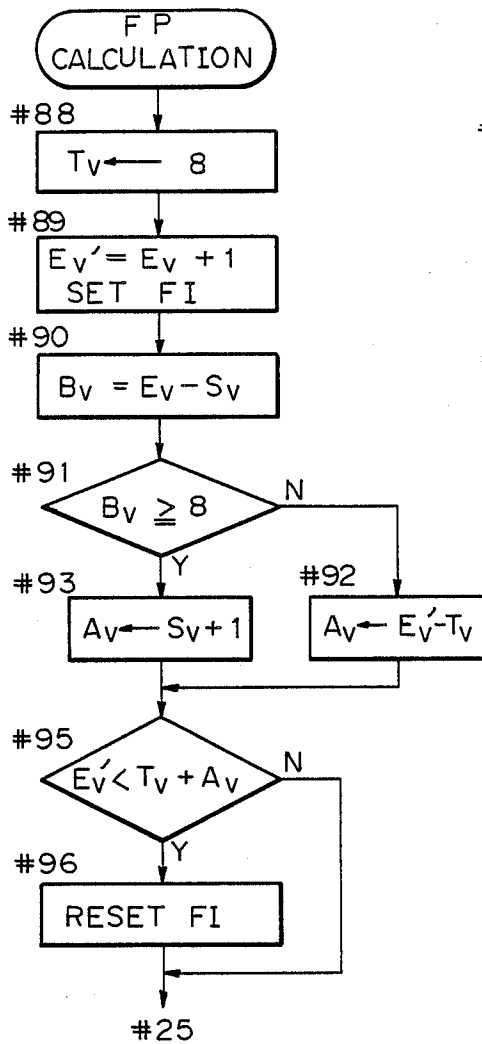 FP
CALCULATION
#88
Tv ← 8
#89
Ev' = Ev + 1
SET FI
#90
Bv = Ev - Sv
#91
Bv ≧ 8
N
Y
#93
Av ← Sv + 1
#92
Av ← Ev' - Tv
#95
Ev' < Tv + Av
N
Y
#96
RESET FI
#25